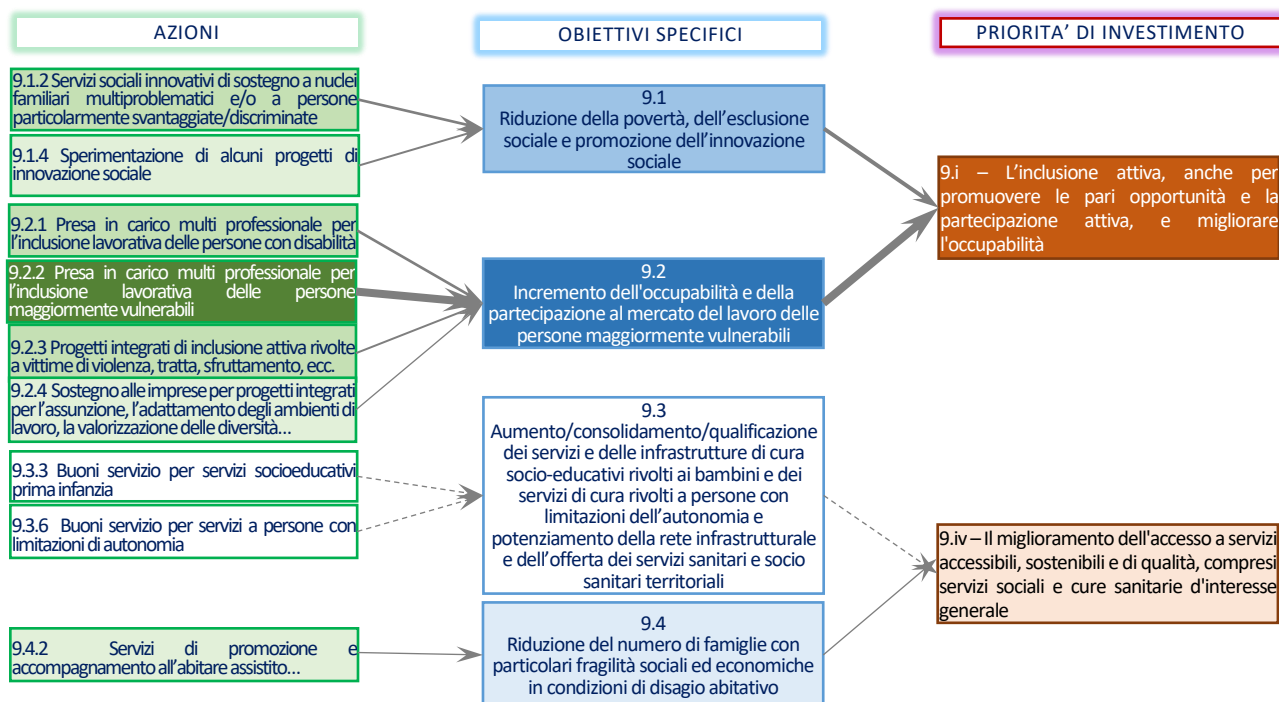 AZIONI
OBIETTIVI SPECIFICI
PRIORITA’ DI INVESTIMENTO
9.1.2 Servizi sociali innovativi di sostegno a nuclei
familiari multiproblematici e/o a persone
particolarmente svantaggiate/discriminate
9.1.4 Sperimentazione di alcuni progetti di
innovazione sociale
9.2.1 Presa in carico multi professionale per
l’inclusione lavorativa delle persone con disabilità
9.2.2 Presa in carico multi professionale per
l’inclusione lavorativa delle persone
maggiormente vulnerabili
9.2.3 Progetti integrati di inclusione attiva rivolte
a vittime di violenza, tratta, sfruttamento, ecc.
9.2.4 Sostegno alle imprese per progetti integrati
per l’assunzione, l’adattamento degli ambienti di
lavoro, la valorizzazione delle diversità…
9.3.3 Buoni servizio per servizi socioeducativi
prima infanzia
9.3.6 Buoni servizio per servizi a persone con
limitazioni di autonomia
9.4.2 Servizi di promozione e
accompagnamento all’abitare assistito…
9.1
Riduzione della povertà, dell’esclusione
sociale e promozione dell’innovazione
sociale
9.2
Incremento dell'occupabilità e della
partecipazione al mercato del lavoro delle
persone maggiormente vulnerabili
9.3
Aumento/consolidamento/qualificazione
dei servizi e delle infrastrutture di cura
socio-educativi rivolti ai bambini e dei
servizi di cura rivolti a persone con
limitazioni dell’autonomia e
potenziamento della rete infrastrutturale
e dell’offerta dei servizi sanitari e socio
sanitari territoriali
9.4
Riduzione del numero di famiglie con
particolari fragilità sociali ed economiche
in condizioni di disagio abitativo
9.i – L’inclusione attiva, anche per
promuovere le pari opportunità e la
partecipazione attiva, e migliorare
l'occupabilità
9.iv – Il miglioramento dell'accesso a servizi
accessibili, sostenibili e di qualità, compresi
servizi sociali e cure sanitarie d'interesse
generale